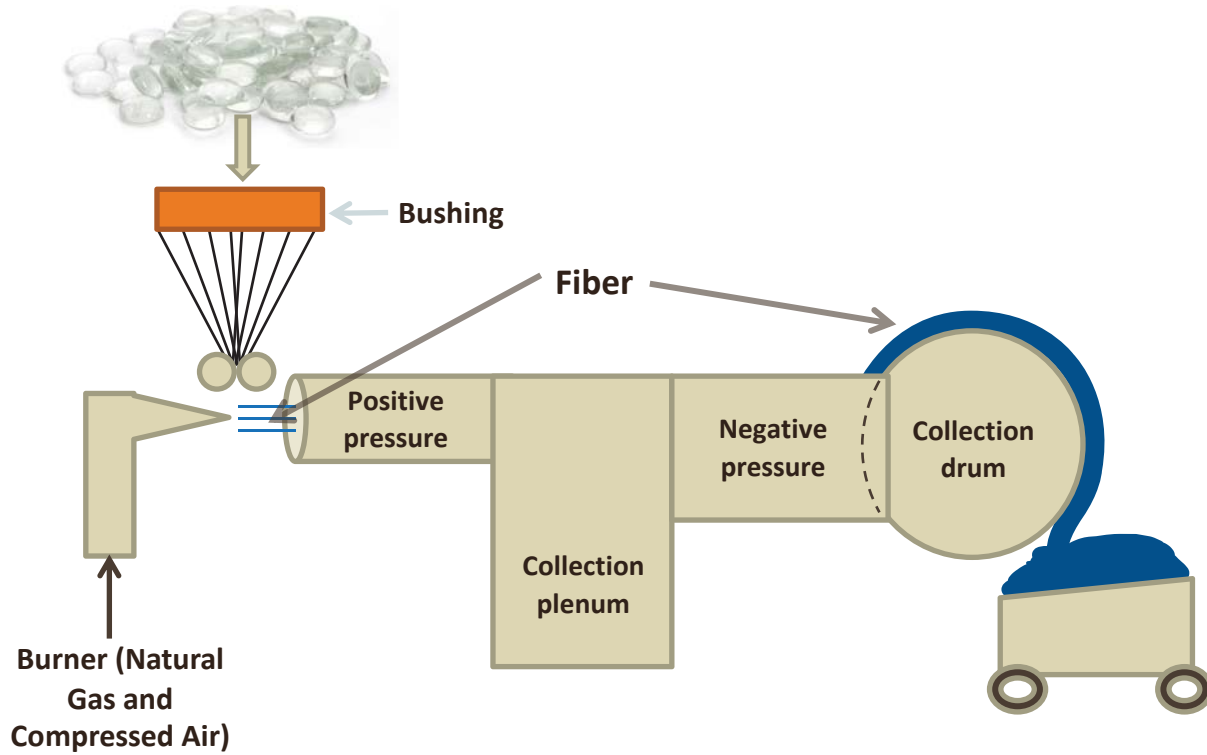 Bushing
Fiber
Positive
pressure
Negative
pressure
Collection
drum
Collection
plenum
Burner (Natural
Gas and
Compressed Air)